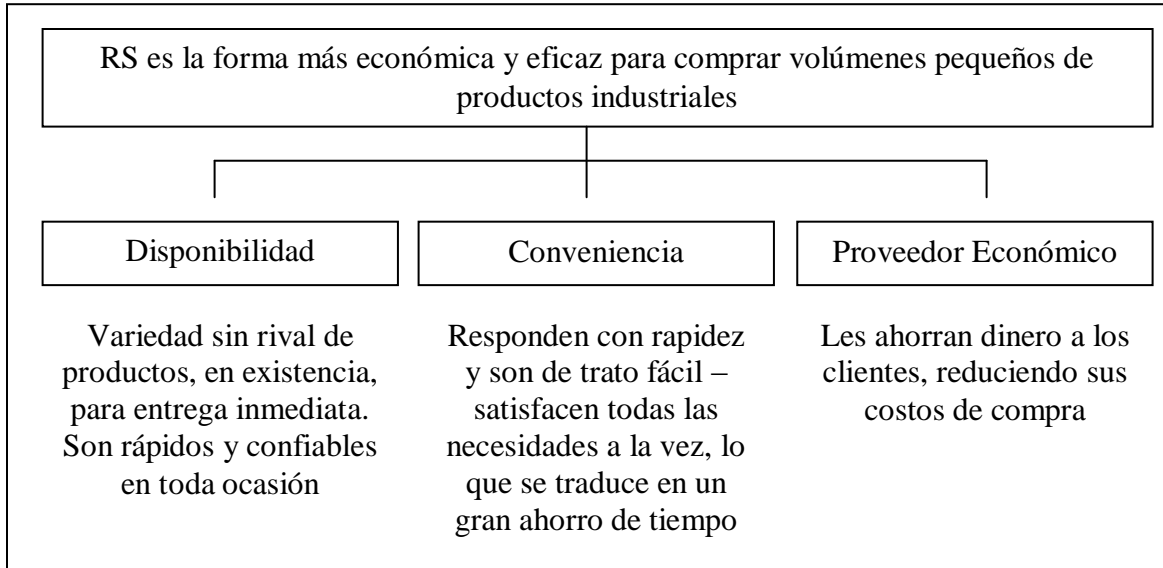 RS es la forma más económica y eficaz para comprar volúmenes pequeños de
productos industriales
Disponibilidad
Variedad sin rival de
productos, en existencia,
para entrega inmediata.
Son rápidos y confiables
en toda ocasión
Conveniencia
Responden con rapidez
y son de trato fácil –
satisfacen todas las
necesidades a la vez, lo
que se traduce en un
gran ahorro de tiempo
Proveedor Económico
Les ahorran dinero a los
clientes, reduciendo sus
costos de compra